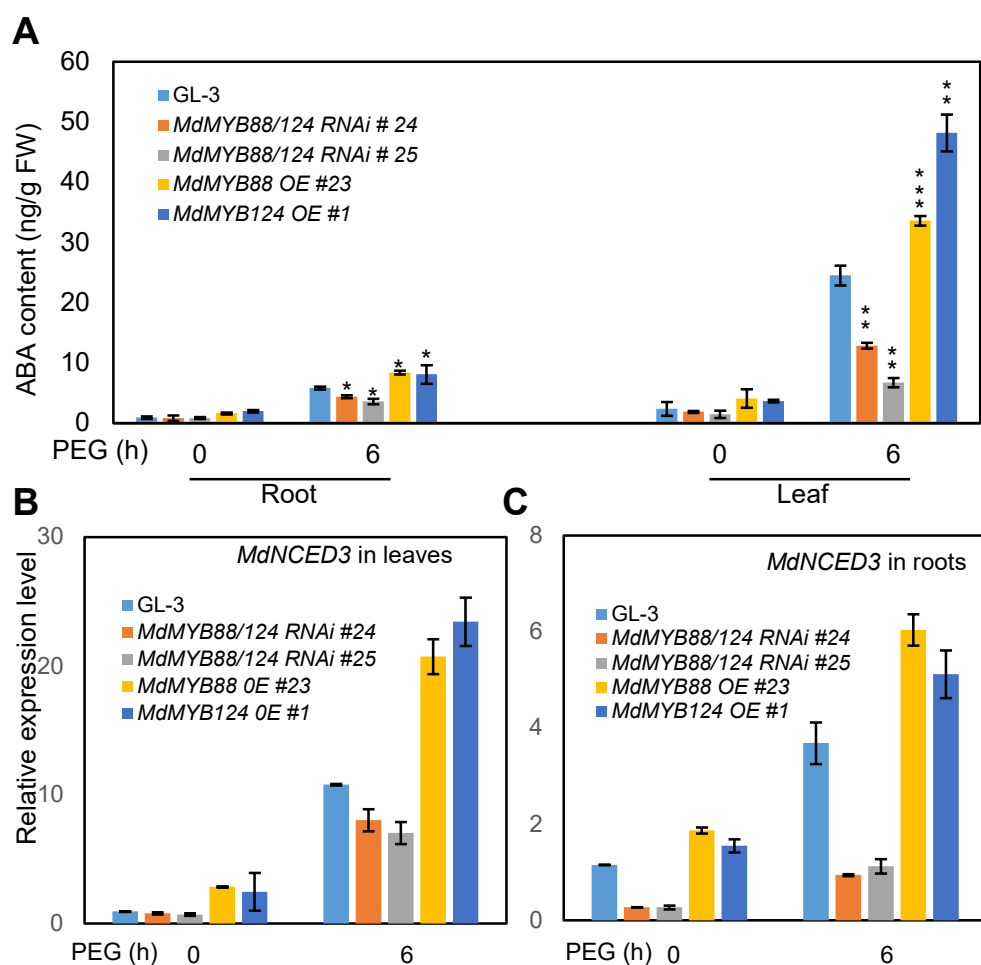 A
60
50
40
30
20
10
0
ABA content (ng/g FW)
GL-3
MdMYB88/124 RNAi # 24
MdMYB88/124 RNAi # 25
MdMYB88 OE #23
MdMYB124 OE #1
* * * *
** ** *** **
PEG (h) 0 6 0 6
Root Leaf
B
30
20
10
0
Relative expression level
MdNCED3 in leaves
GL-3
MdMYB88/124 RNAi #24
MdMYB88/124 RNAi #25
MdMYB88 0E #23
MdMYB124 0E #1
PEG (h) 0 6
C
8
6
4
2
0
MdNCED3 in roots
GL-3
MdMYB88/124 RNAi #24
MdMYB88/124 RNAi #25
MdMYB88 OE #23
MdMYB124 OE #1
PEG (h) 0 6